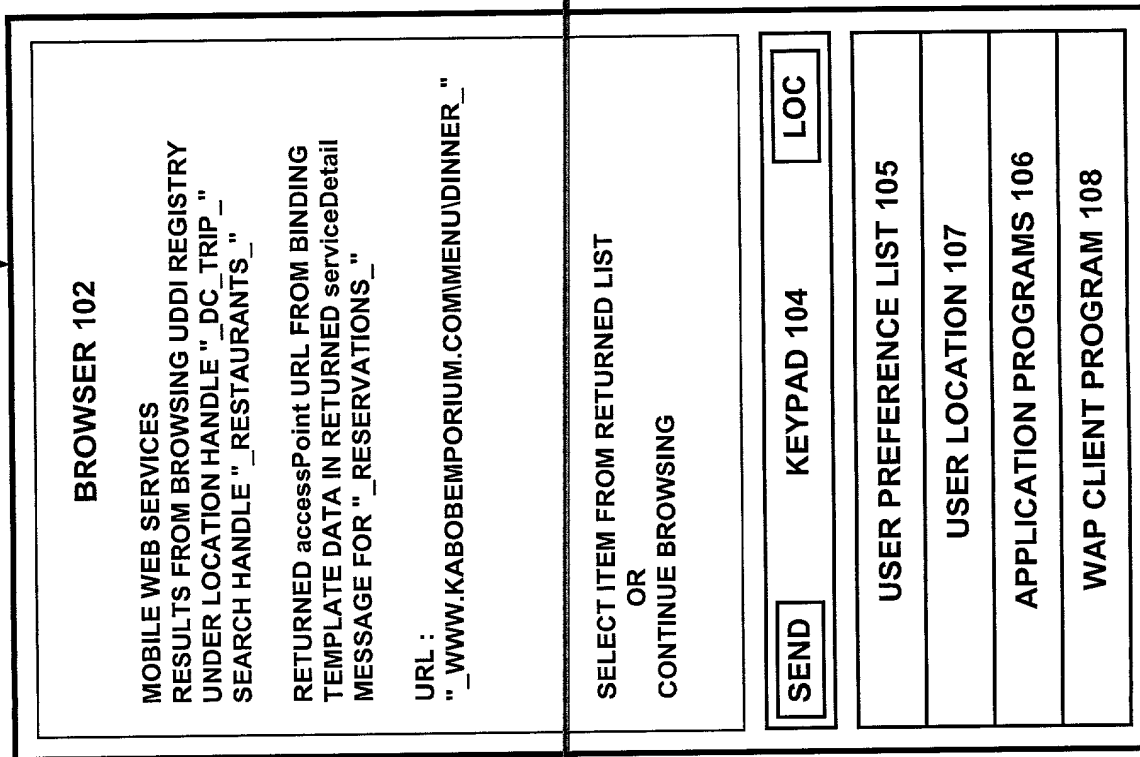 BROWSER 102
MOBILE WEB SERVICES
RESULTS FROM BROWSING UDDI REGISTRY
UNDER LOCATION HANDLE "_DC_TRIP_"
SEARCH HANDLE "_RESTAURANTS_"
RETURNED accessPoint URL FROM BINDING
TEMPLATE DATA IN RETURNED serviceDetail
MESSAGE FOR "_RESERVATIONS_"
URL :
"_WWW.KABOBEMPORIUM.COM\MENU\DINNER_"
SELECT ITEM FROM RETURNED LIST
OR
CONTINUE BROWSING
SEND KEYPAD 104 LOC
USER PREFERENCE LIST 105
USER LOCATION 107
APPLICATION PROGRAMS 106
WAP CLIENT PROGRAM 108